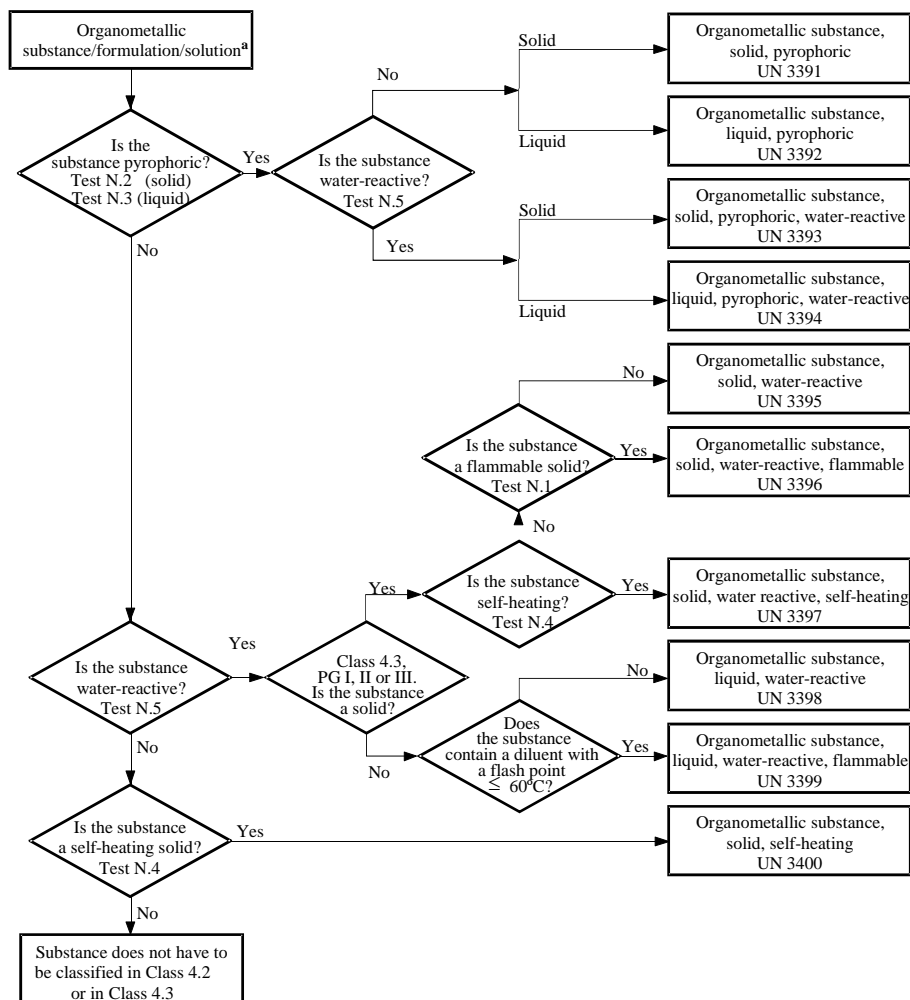 Organometallic
substance/formulation/solutionᵃ
Is the
substance pyrophoric?
Test N.2 (solid)
Test N.3 (liquid)
Yes
No
Is the substance
water-reactive?
Test N.5
No
Yes
Solid
Liquid
Solid
Liquid
Organometallic substance,
solid, pyrophoric
UN 3391
Organometallic substance,
liquid, pyrophoric
UN 3392
Organometallic substance,
solid, pyrophoric, water-reactive
UN 3393
Organometallic substance,
liquid, pyrophoric, water-reactive
UN 3394
No
Organometallic substance,
solid, water-reactive
UN 3395
Is the substance
a flammable solid?
Test N.1
Yes
Organometallic substance,
solid, water-reactive, flammable
UN 3396
No
Yes
Is the substance
self-heating?
Test N.4
Yes
Organometallic substance,
solid, water reactive, self-heating
UN 3397
Is the substance
water-reactive?
Test N.5
Yes
No
Class 4.3,
PG I, II or III.
Is the substance
a solid?
No
Does
the substance
contain a diluent with
a flash point
≤ 60°C?
No
Organometallic substance,
liquid, water-reactive
UN 3398
Yes
Organometallic substance,
liquid, water-reactive, flammable
UN 3399
Is the substance
a self-heating solid?
Test N.4
Yes
Organometallic substance,
solid, self-heating
UN 3400
No
Substance does not have to
be classified in Class 4.2
or in Class 4.3